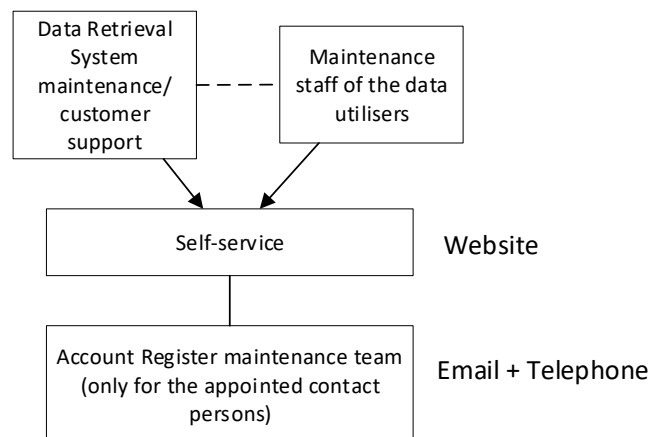 Data Retrieval
System
maintenance/
customer
support
Maintenance
staff of the data
utilisers
Self-service
Website
Account Register maintenance team
(only for the appointed contact
persons)
Email + Telephone